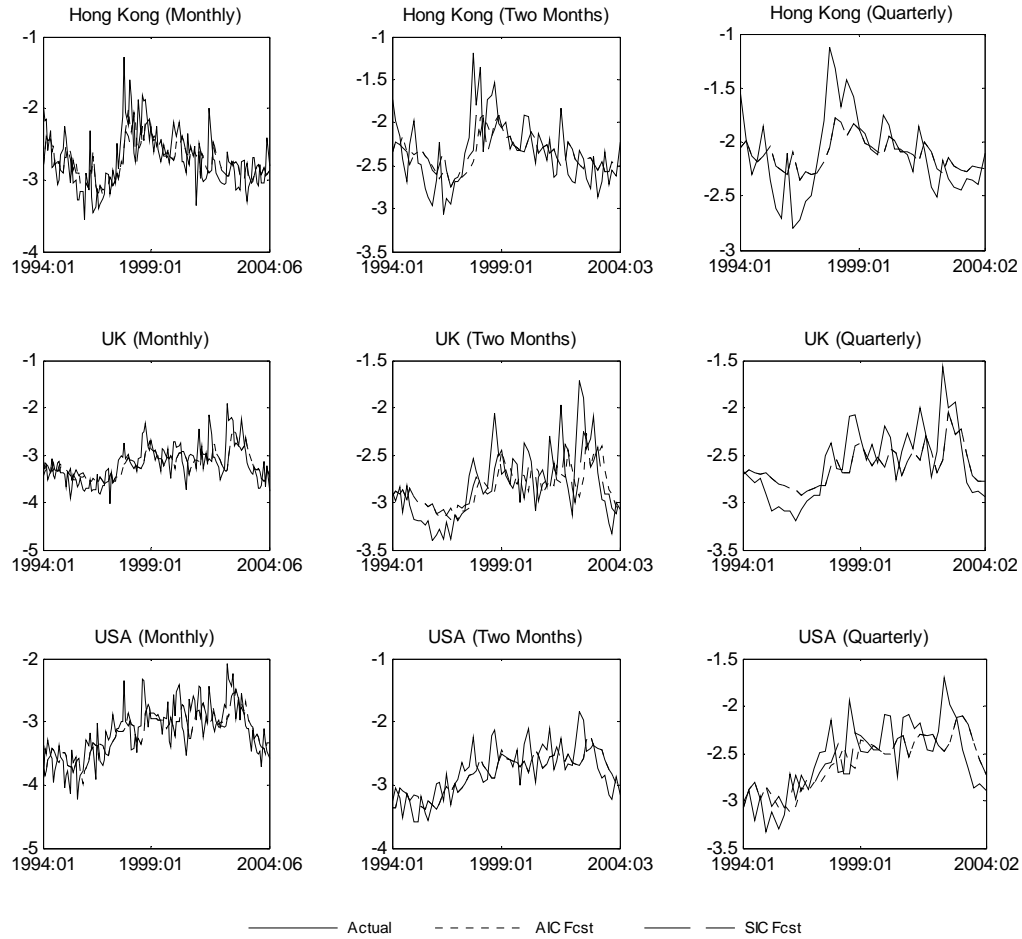 Hong Kong (Monthly)
Hong Kong (Two Months)
Hong Kong (Quarterly)
-1
-2
-3
-4
1994:01 1999:01 2004:06
-1
-1.5
-2
-2.5
-3
-3.5
1994:01 1999:01 2004:03
-1
-1.5
-2
-2.5
-3
1994:01 1999:01 2004:02
UK (Monthly)
UK (Two Months)
UK (Quarterly)
-1
-2
-3
-4
-5
1994:01 1999:01 2004:06
-1.5
-2
-2.5
-3
-3.5
1994:01 1999:01 2004:03
-1.5
-2
-2.5
-3
-3.5
1994:01 1999:01 2004:02
USA (Monthly)
USA (Two Months)
USA (Quarterly)
-2
-3
-4
-5
1994:01 1999:01 2004:06
-1
-2
-3
-4
1994:01 1999:01 2004:03
-1.5
-2
-2.5
-3
-3.5
1994:01 1999:01 2004:02
Actual AIC Fcst SIC Fcst